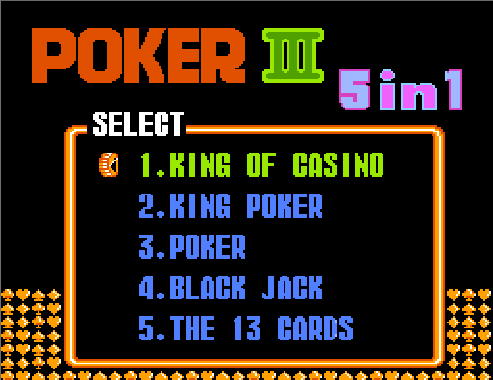 POKER III
5in1
SELECT
1.KING OF CASINO
2.KING POKER
3.POKER
4.BLACK JACK
5.THE 13 CARDS